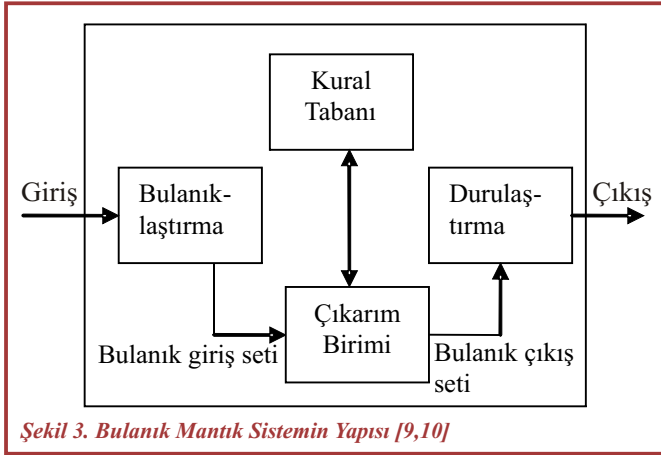 Kural
Tabanı
Giriş
Bulanık-
laştırma
Durulaş-
tırma
Çıkış
Çıkarım
Birimi
Bulanık giriş seti
Bulanık çıkış
seti
Şekil 3. Bulanık Mantık Sistemin Yapısı [9,10]